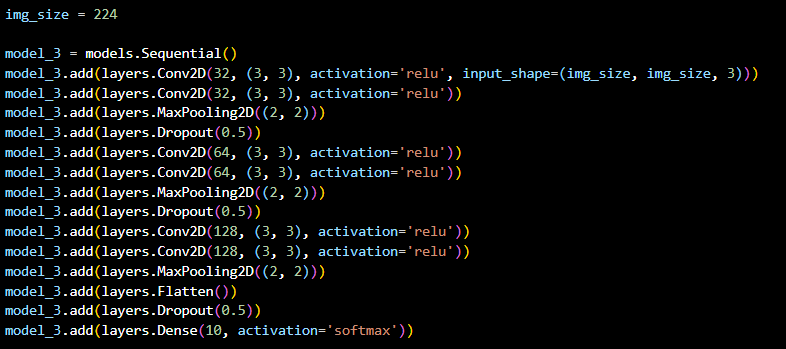 img_size = 224
model_3 = models.Sequential()
model_3.add(layers.Conv2D(32, (3, 3), activation='relu', input_shape=(img_size, img_size, 3)))
model_3.add(layers.Conv2D(32, (3, 3), activation='relu'))
model_3.add(layers.MaxPooling2D((2, 2)))
model_3.add(layers.Dropout(0.5))
model_3.add(layers.Conv2D(64, (3, 3), activation='relu'))
model_3.add(layers.Conv2D(64, (3, 3), activation='relu'))
model_3.add(layers.MaxPooling2D((2, 2)))
model_3.add(layers.Dropout(0.5))
model_3.add(layers.Conv2D(128, (3, 3), activation='relu'))
model_3.add(layers.Conv2D(128, (3, 3), activation='relu'))
model_3.add(layers.MaxPooling2D((2, 2)))
model_3.add(layers.Flatten())
model_3.add(layers.Dropout(0.5))
model_3.add(layers.Dense(10, activation='softmax'))